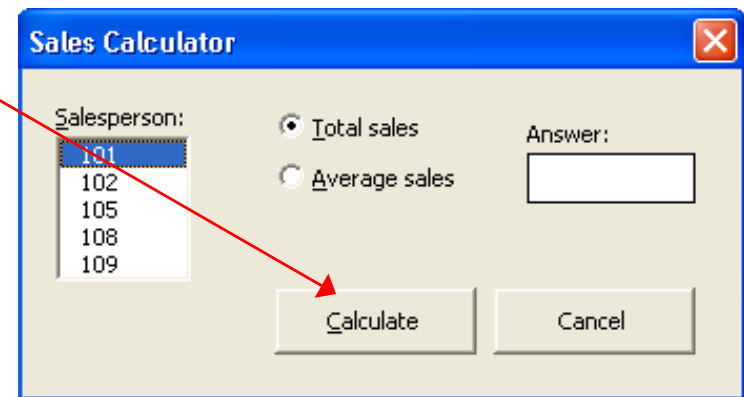 Sales Calculator
Salesperson:
101
102
105
108
109
Total sales
Average sales
Answer:
Calculate
Cancel